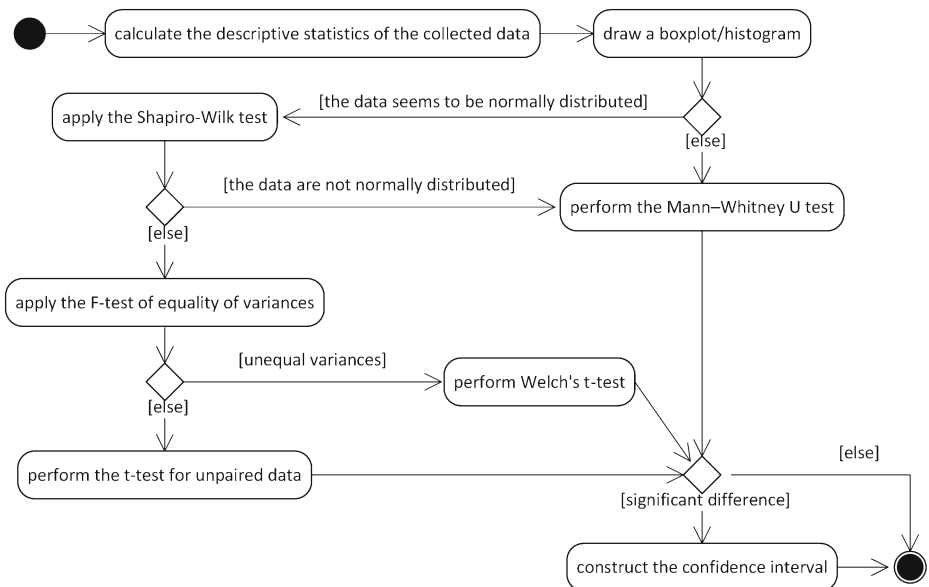 calculate the descriptive statistics of the collected data
draw a boxplot/histogram
[the data seems to be normally distributed]
apply the Shapiro-Wilk test
[else]
[the data are not normally distributed]
perform the Mann–Whitney U test
[else]
apply the F-test of equality of variances
[unequal variances]
perform Welch's t-test
[else]
perform the t-test for unpaired data
[else]
[significant difference]
construct the confidence interval